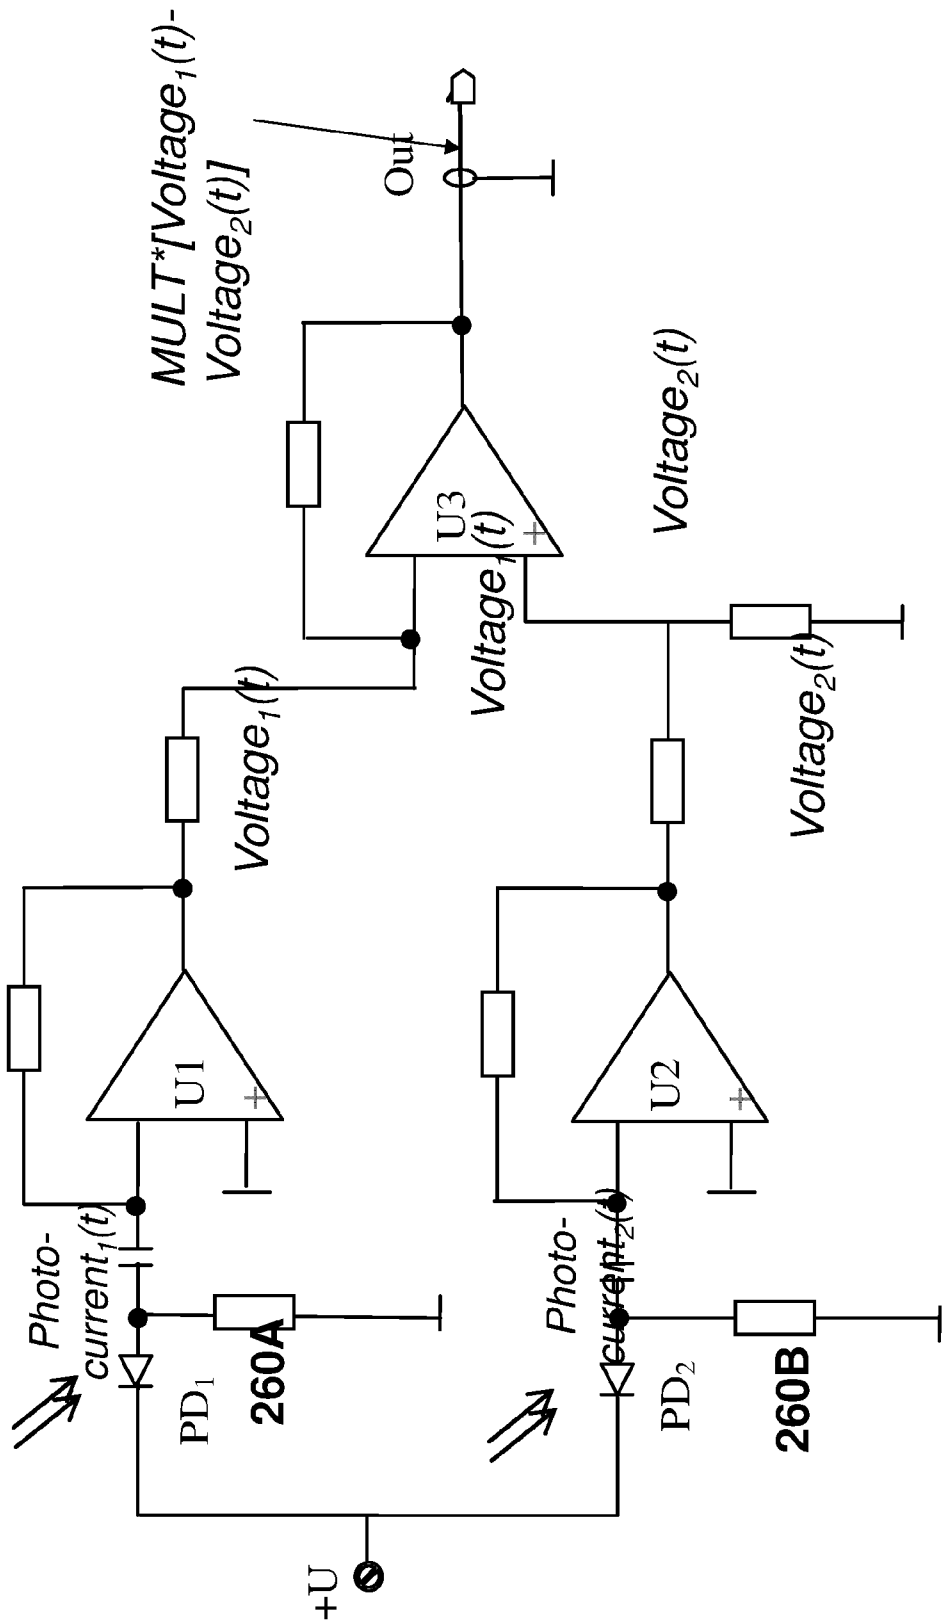 MULT*[Voltage₁(t)-
Voltage₂(t)]
Out
U3
+
Voltage₁(t)
Voltage₂(t)
Voltage₁(t)
Voltage₂(t)
U1
+
U2
+
Photo-
current₁(t)
Photo-
current₂(t)
PD₁
260A
PD₂
260B
+U